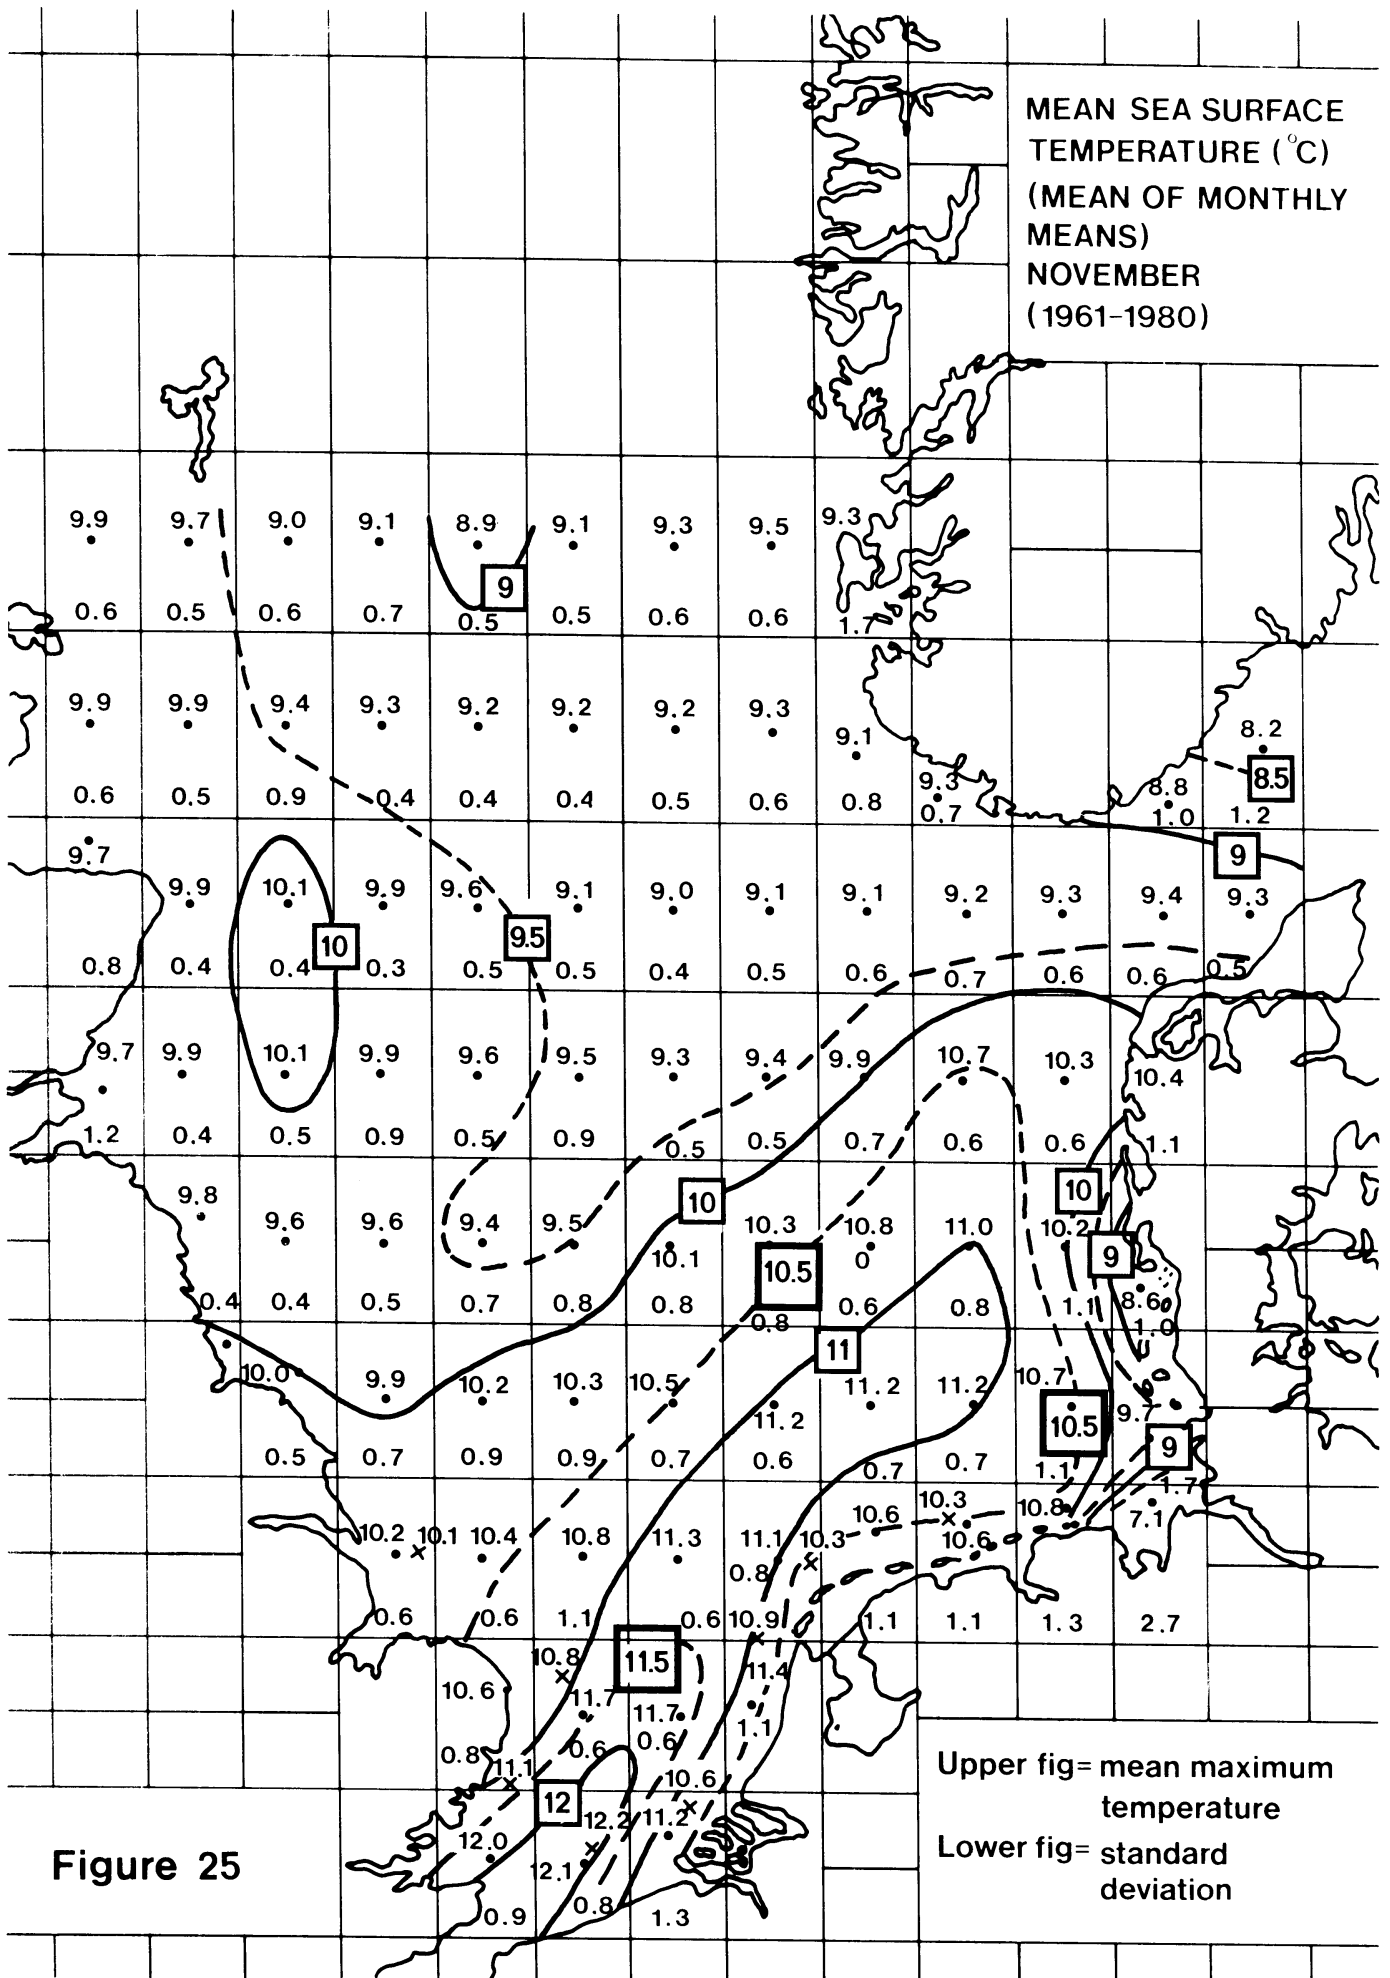 MEAN SEA SURFACE
TEMPERATURE (°C)
(MEAN OF MONTHLY
MEANS)
NOVEMBER
(1961-1980)
9.9 9.7 9.0 9.1 8.9 9.1 9.3 9.5 9.3
9
0.6 0.5 0.6 0.7 0.5 0.5 0.6 0.6 1.7
9.9 9.9 9.4 9.3 9.2 9.2 9.2 9.3 9.1 8.2
8.5
9.3 8.8
0.6 0.5 0.9 0.4 0.4 0.4 0.5 0.6 0.8 0.7 1.0 1.2
9
9.7
9.9 10.1 9.9 9.6 9.1 9.0 9.1 9.1 9.2 9.3 9.4 9.3
10 9.5
0.8 0.4 0.4 0.3 0.5 0.5 0.4 0.5 0.6 0.7 0.6 0.6 0.5
9.7 9.9 10.1 9.9 9.6 9.5 9.3 9.4 9.9 10.7 10.3 10.4
1.2 0.4 0.5 0.9 0.5 0.9 0.5 0.5 0.7 0.6 0.6 1.1
10 10
9.8 9.6 9.6 9.4 9.5 10.1 10.3 10.8 11.0 10.2
0
10.5 9
8.6
0.4 0.4 0.5 0.7 0.8 0.8 0.8 0.6 0.8 1.1 1.0
11
10.0 9.9 10.2 10.3 10.5 11.2 11.2 11.2 10.7 9.7
10.5 9
0.5 0.7 0.9 0.9 0.7 0.6 0.7 0.7 1.1 1.7
10.2 10.1 10.4 10.8 11.3 11.1 10.3 10.6 10.3 10.6 10.8 7.1
0.8
0.6 0.6 1.1 0.6 10.9 1.1 1.1 1.3 2.7
10.8 11.5 11.4
10.6 11.7 11.7
0.8 0.6 0.6 1.1
11.1 10.6
12
12.0 12.2 11.2
12.1
0.9 0.8 1.3
Upper fig= mean maximum
temperature
Lower fig= standard
deviation
Figure 25